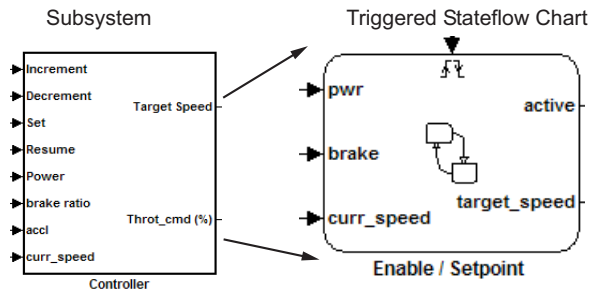 Subsystem
Triggered Stateflow Chart
Increment
Decrement
Set
Resume
Power
brake ratio
accl
curr_speed
Target Speed
Throt_cmd (%)
Controller
pwr
brake
curr_speed
active
target_speed
Enable / Setpoint